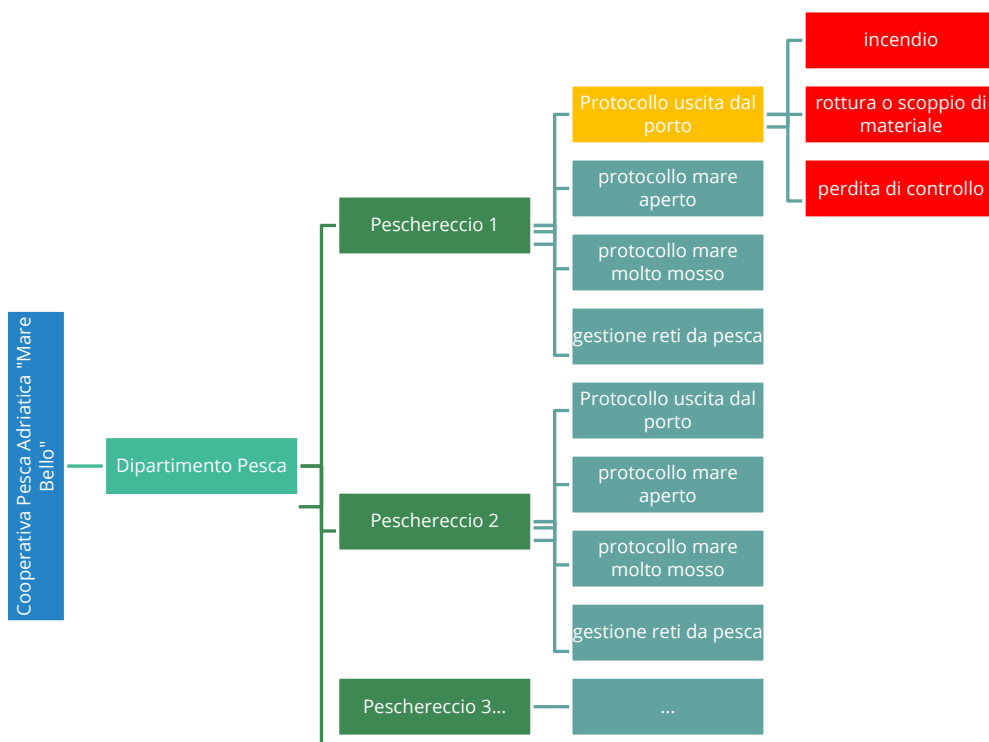 Cooperativa Pesca Adriatica "Mare
Bello"
Dipartimento Pesca
Peschereccio 1
Protocollo uscita dal
porto
incendio
rottura o scoppio di
materiale
perdita di controllo
protocollo mare
aperto
protocollo mare
molto mosso
gestione reti da pesca
Peschereccio 2
Protocollo uscita dal
porto
protocollo mare
aperto
protocollo mare
molto mosso
gestione reti da pesca
Peschereccio 3...
...